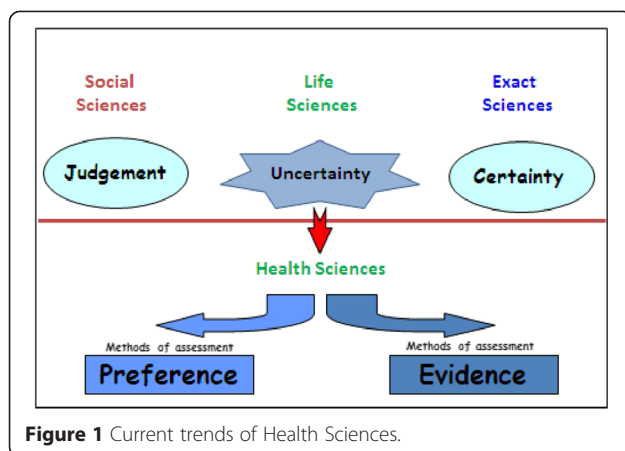 Social Sciences
Life Sciences
Exact Sciences
Judgement
Uncertainty
Certainty
Health Sciences
Methods of assessment
Preference
Methods of assessment
Evidence
Figure 1 Current trends of Health Sciences.